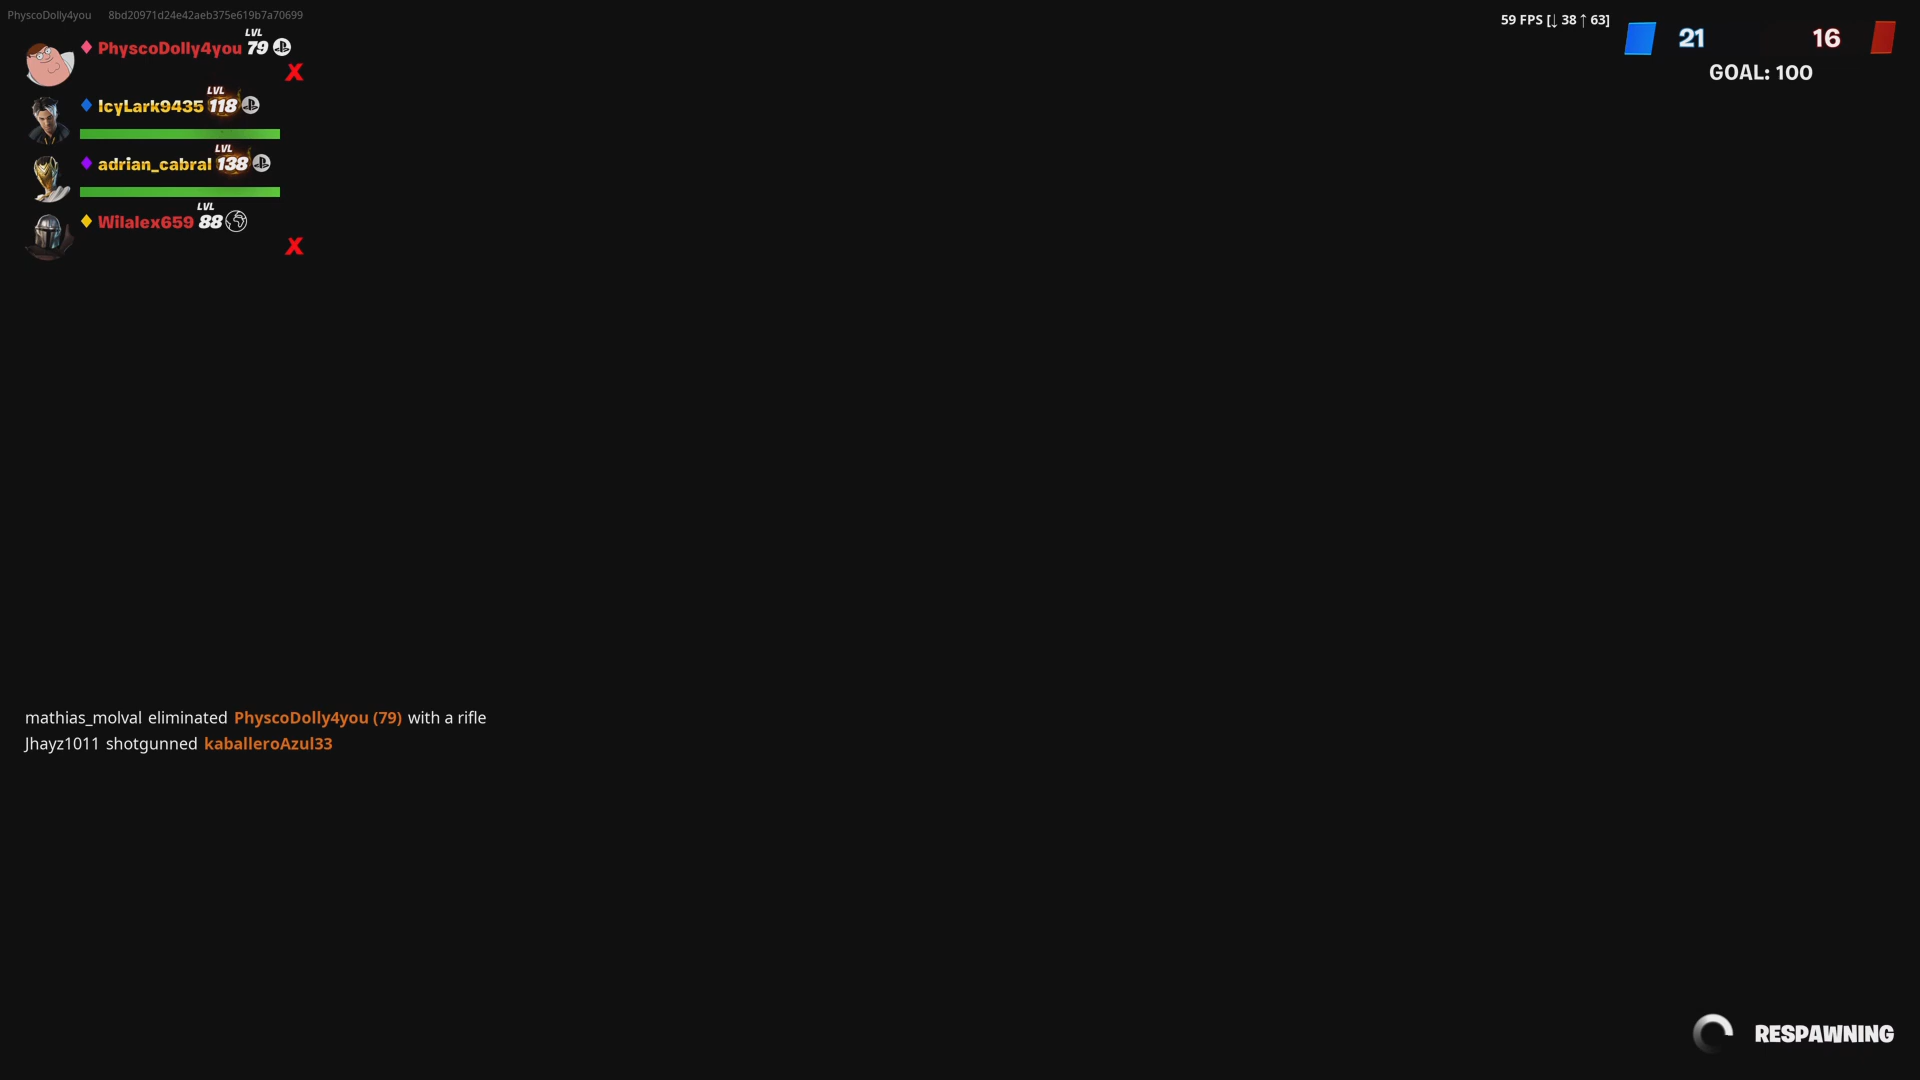 PhyscoDolly4you 8bd20971d24e42aeb375e619b7a70699
59 FPS [↓ 38 ↑ 63]
21 16
GOAL: 100
LVL
PhyscoDolly4you 79
X
LVL
IcyLark9435 118
LVL
adrian_cabral 138
LVL
Wilalex659 88
X
mathias_molval eliminated PhyscoDolly4you (79) with a rifle
Jhayz1011 shotgunned kaballeroAzul33
RESPAWNING